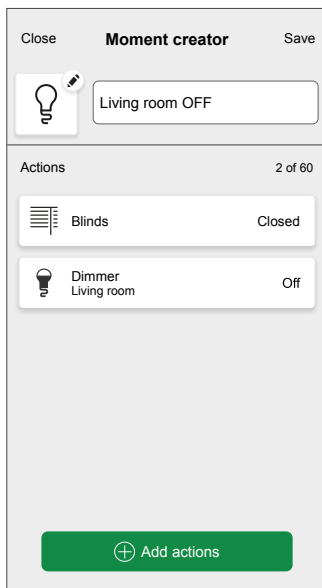 Close Moment creator Save
Living room OFF
Actions 2 of 60
Blinds Closed
Dimmer
Living room
Off
Add actions